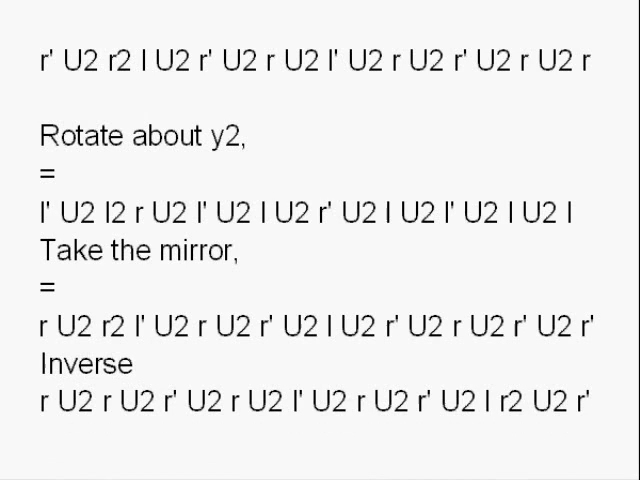 r' U2 r2 l U2 r' U2 r U2 l' U2 r U2 r' U2 r U2 r
Rotate about y2,
=
l' U2 l2 r U2 l' U2 l U2 r' U2 l U2 l' U2 l U2 l
Take the mirror,
=
r U2 r2 l' U2 r U2 r' U2 l U2 r' U2 r U2 r' U2 r'
Inverse
r U2 r U2 r' U2 r U2 l' U2 r U2 r' U2 l r2 U2 r'